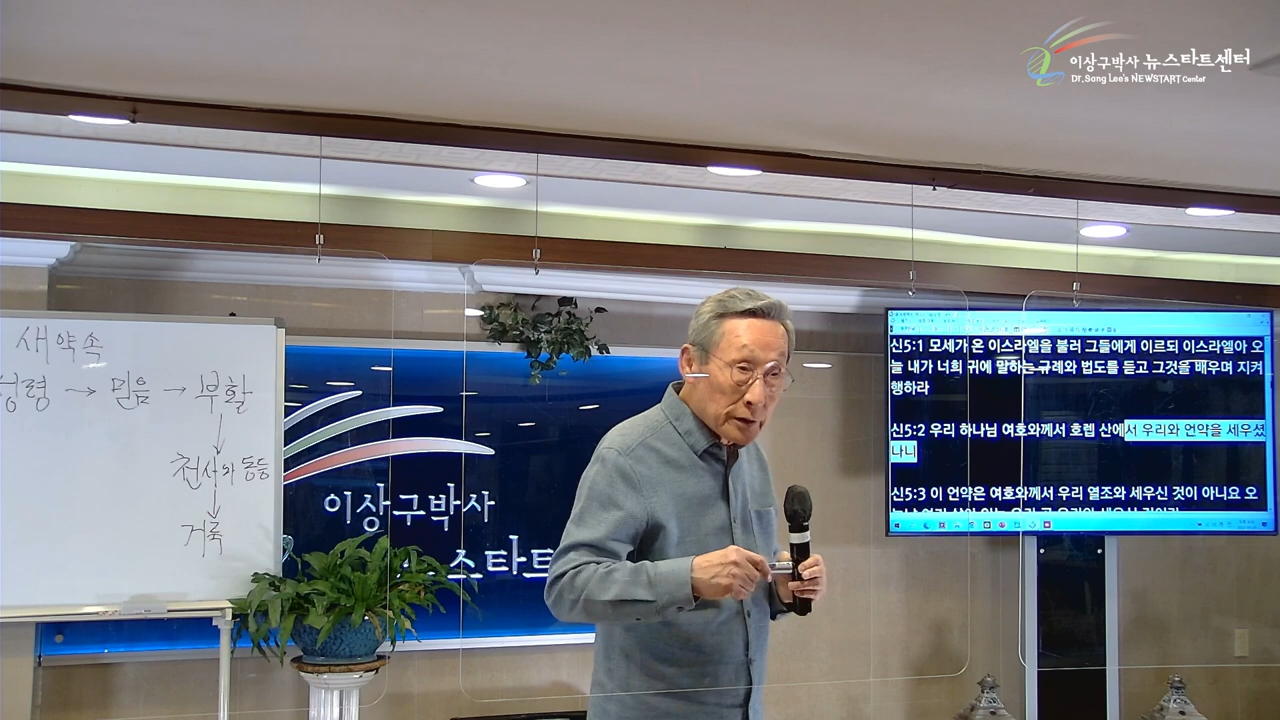 이상구박사 뉴스타트센터
Dr. Sang Lee's NEWSTART Center
새약속
성령 → 믿음 → 부활
천사와 동등
거룩
이상구박사
스타트
신5:1 모세가 온 이스라엘을 불러 그들에게 이르되 이스라엘아 오
늘 내가 너희 귀에 말하는 규례와 법도를 듣고 그것을 배우며 지켜
행하라
신5:2 우리 하나님 여호와께서 호렙 산에서 우리와 언약을 세우셨
나니
신5:3 이 언약은 여호와께서 우리 열조와 세우신 것이 아니요 오